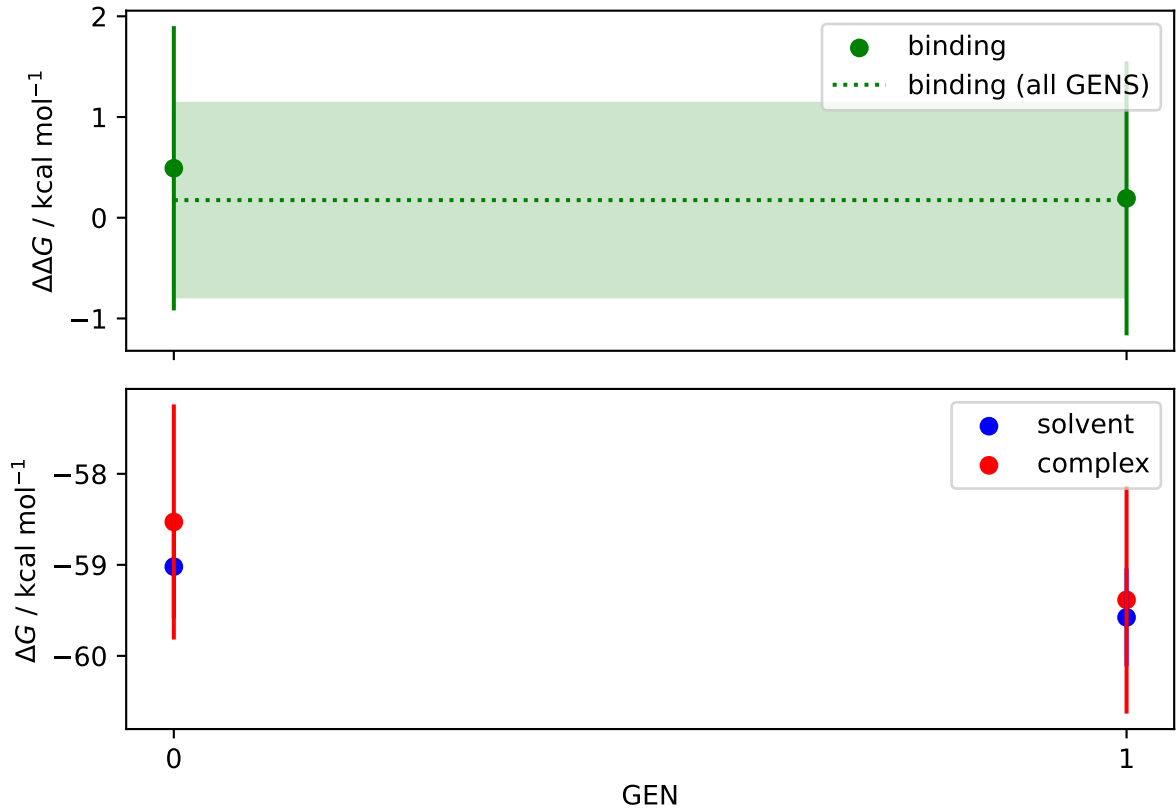 2
1
0
−1
ΔΔG / kcal mol⁻¹
binding
binding (all GENS)
−58
−59
−60
ΔG / kcal mol⁻¹
solvent
complex
0
1
GEN